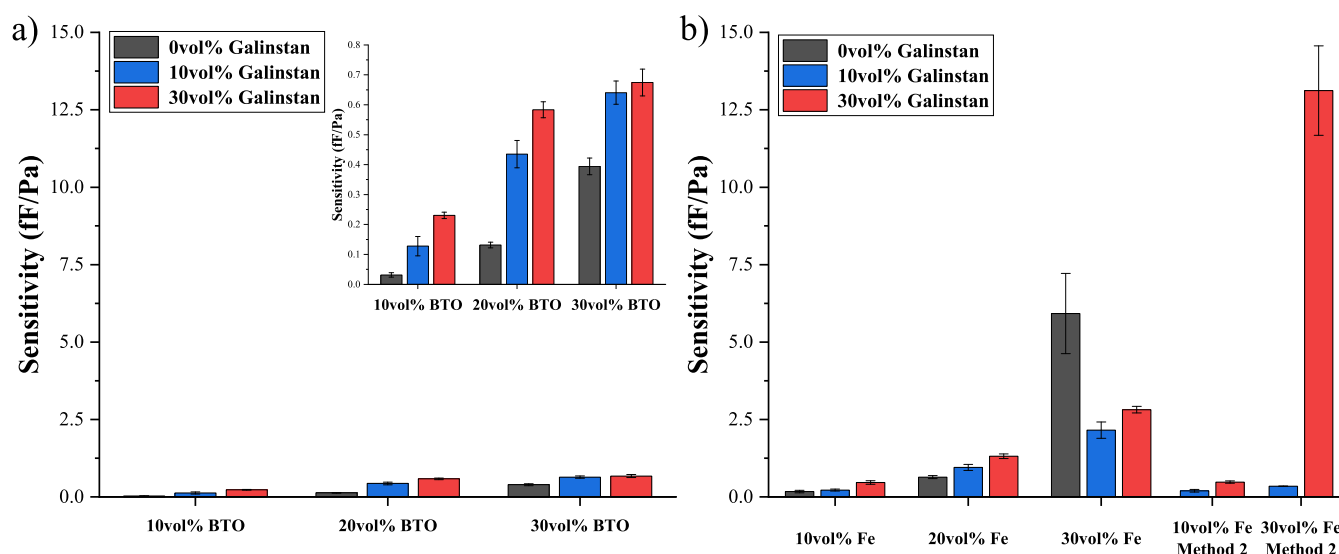 a)
15.0
12.5
10.0
7.5
5.0
2.5
0.0
Sensitivity (fF/Pa)
0vol% Galinstan
10vol% Galinstan
30vol% Galinstan
10vol% BTO
20vol% BTO
30vol% BTO
0.8
0.7
0.6
0.5
0.4
0.3
0.2
0.1
0.0
Sensitivity (fF/Pa)
10vol% BTO
20vol% BTO
30vol% BTO
b)
15.0
12.5
10.0
7.5
5.0
2.5
0.0
Sensitivity (fF/Pa)
0vol% Galinstan
10vol% Galinstan
30vol% Galinstan
10vol% Fe
20vol% Fe
30vol% Fe
10vol% Fe
Method 2
30vol% Fe
Method 2